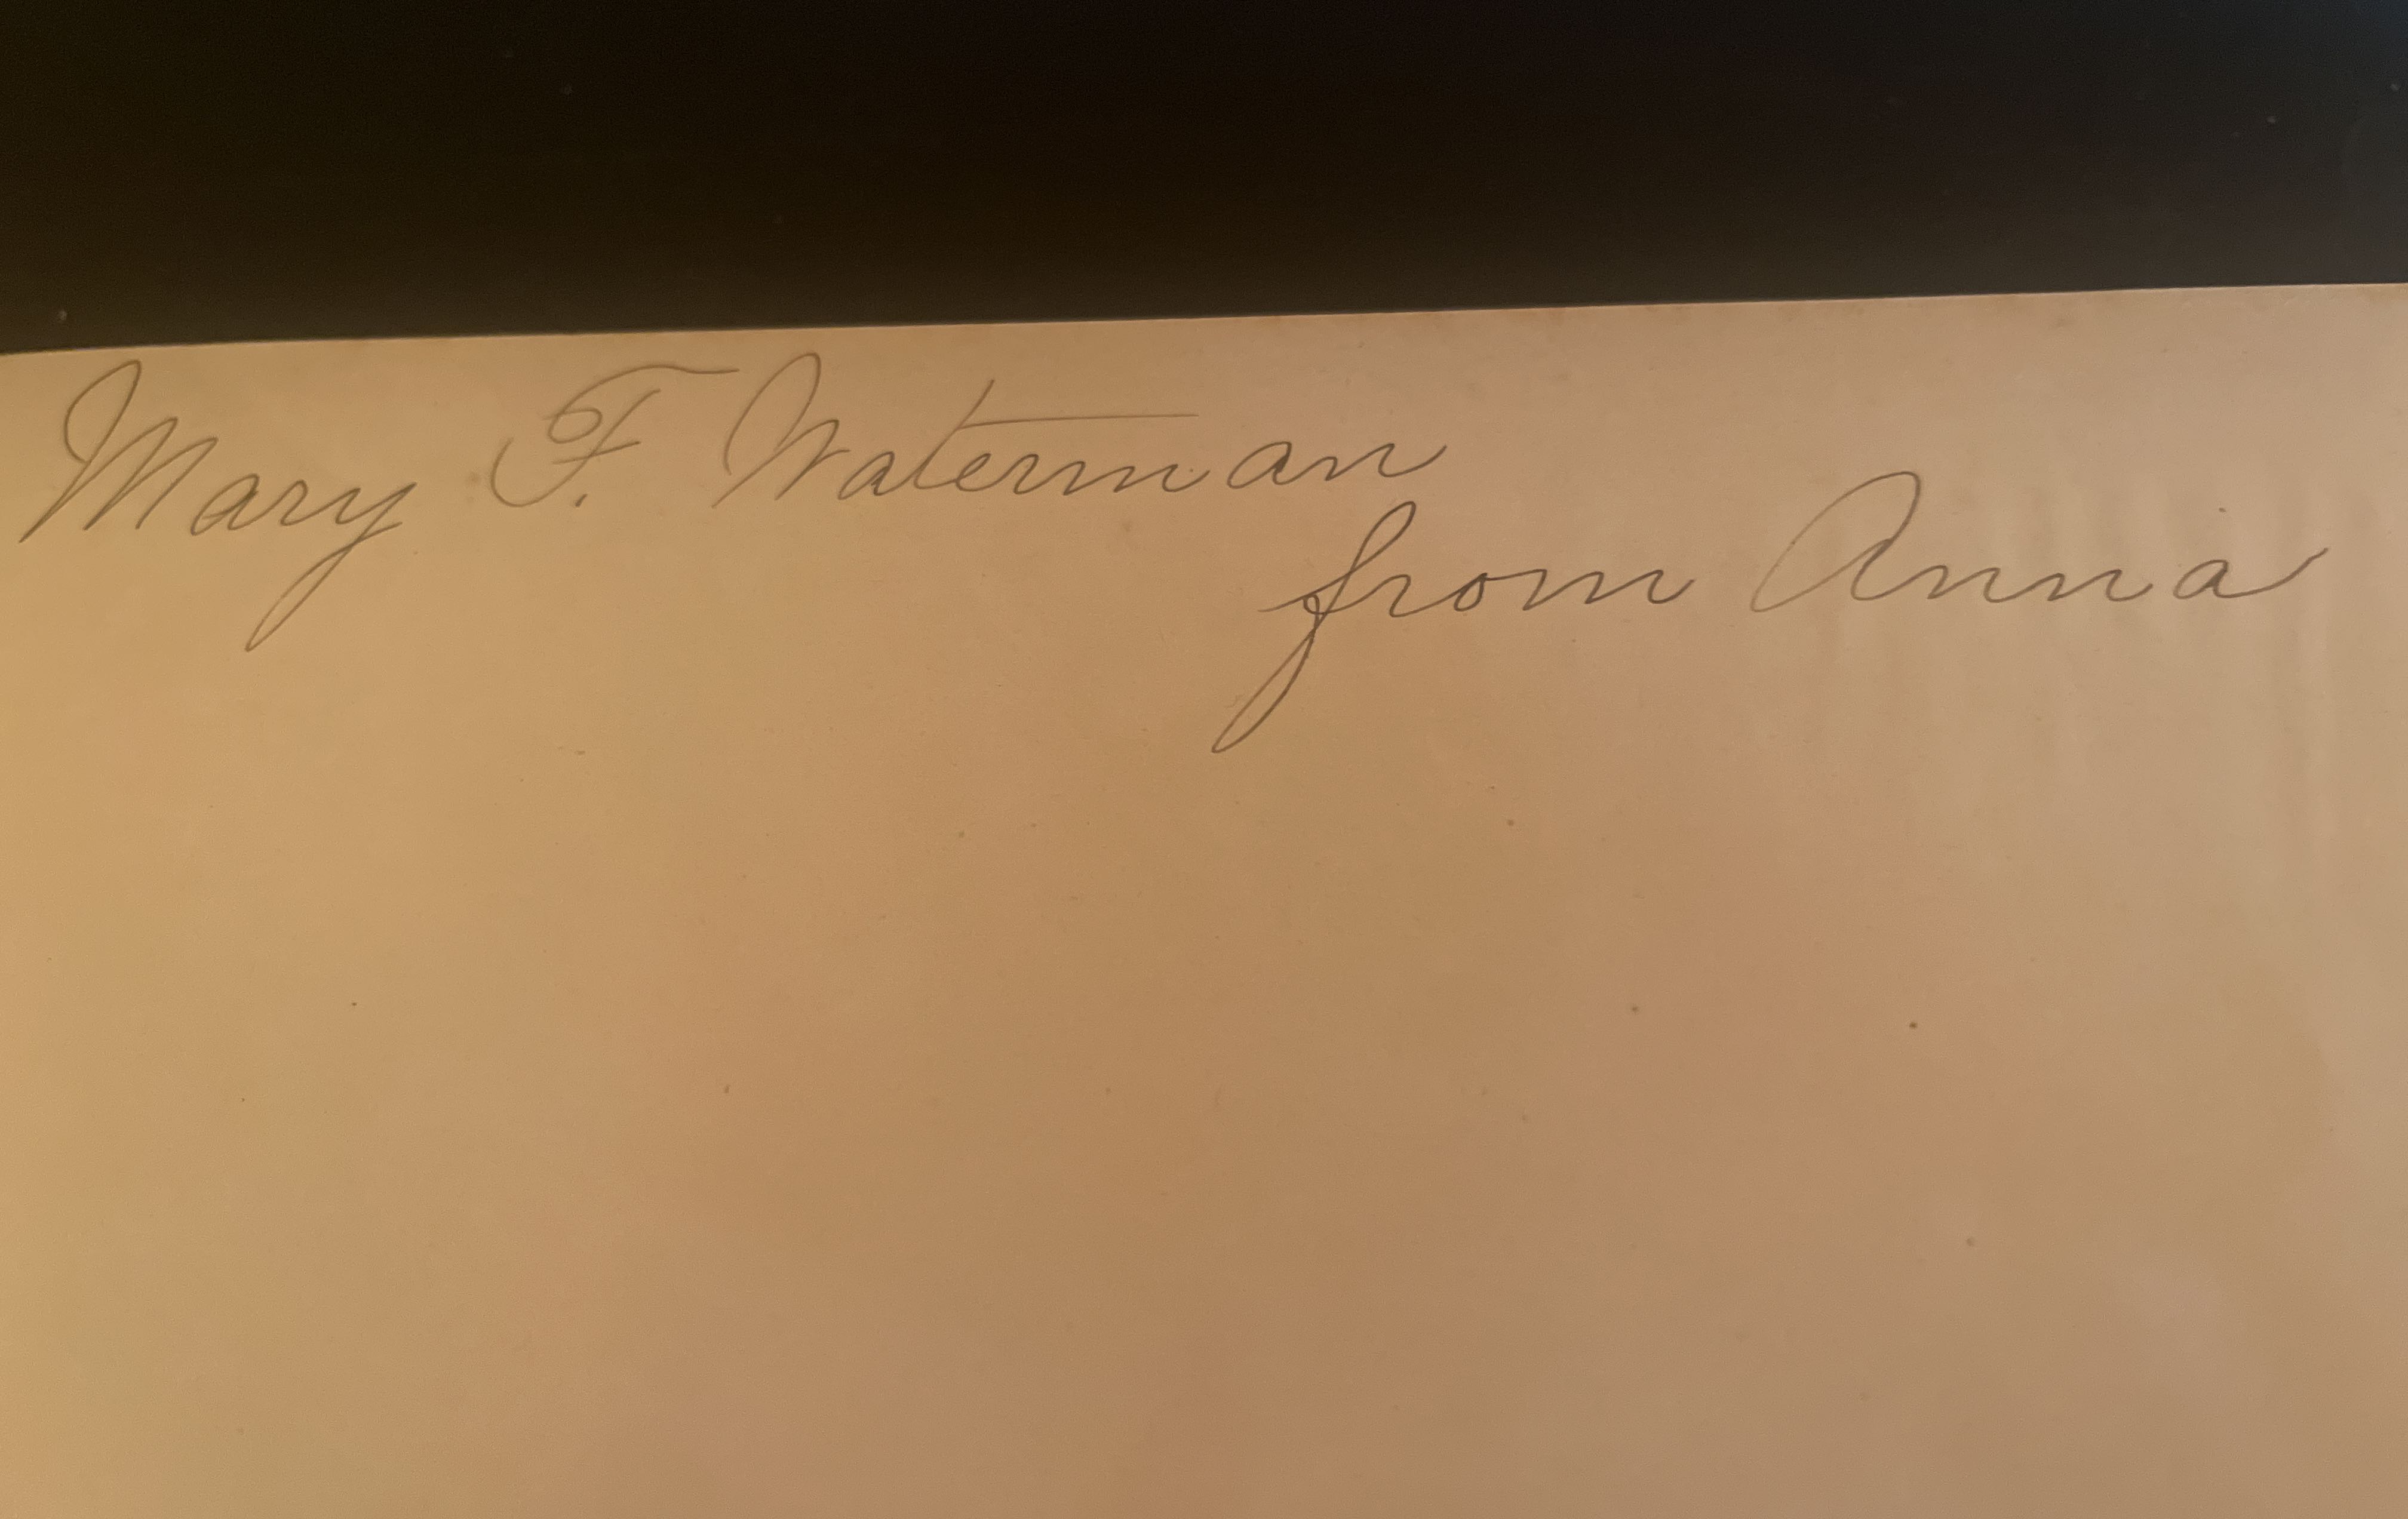 Mary F. Waterman
from Anna